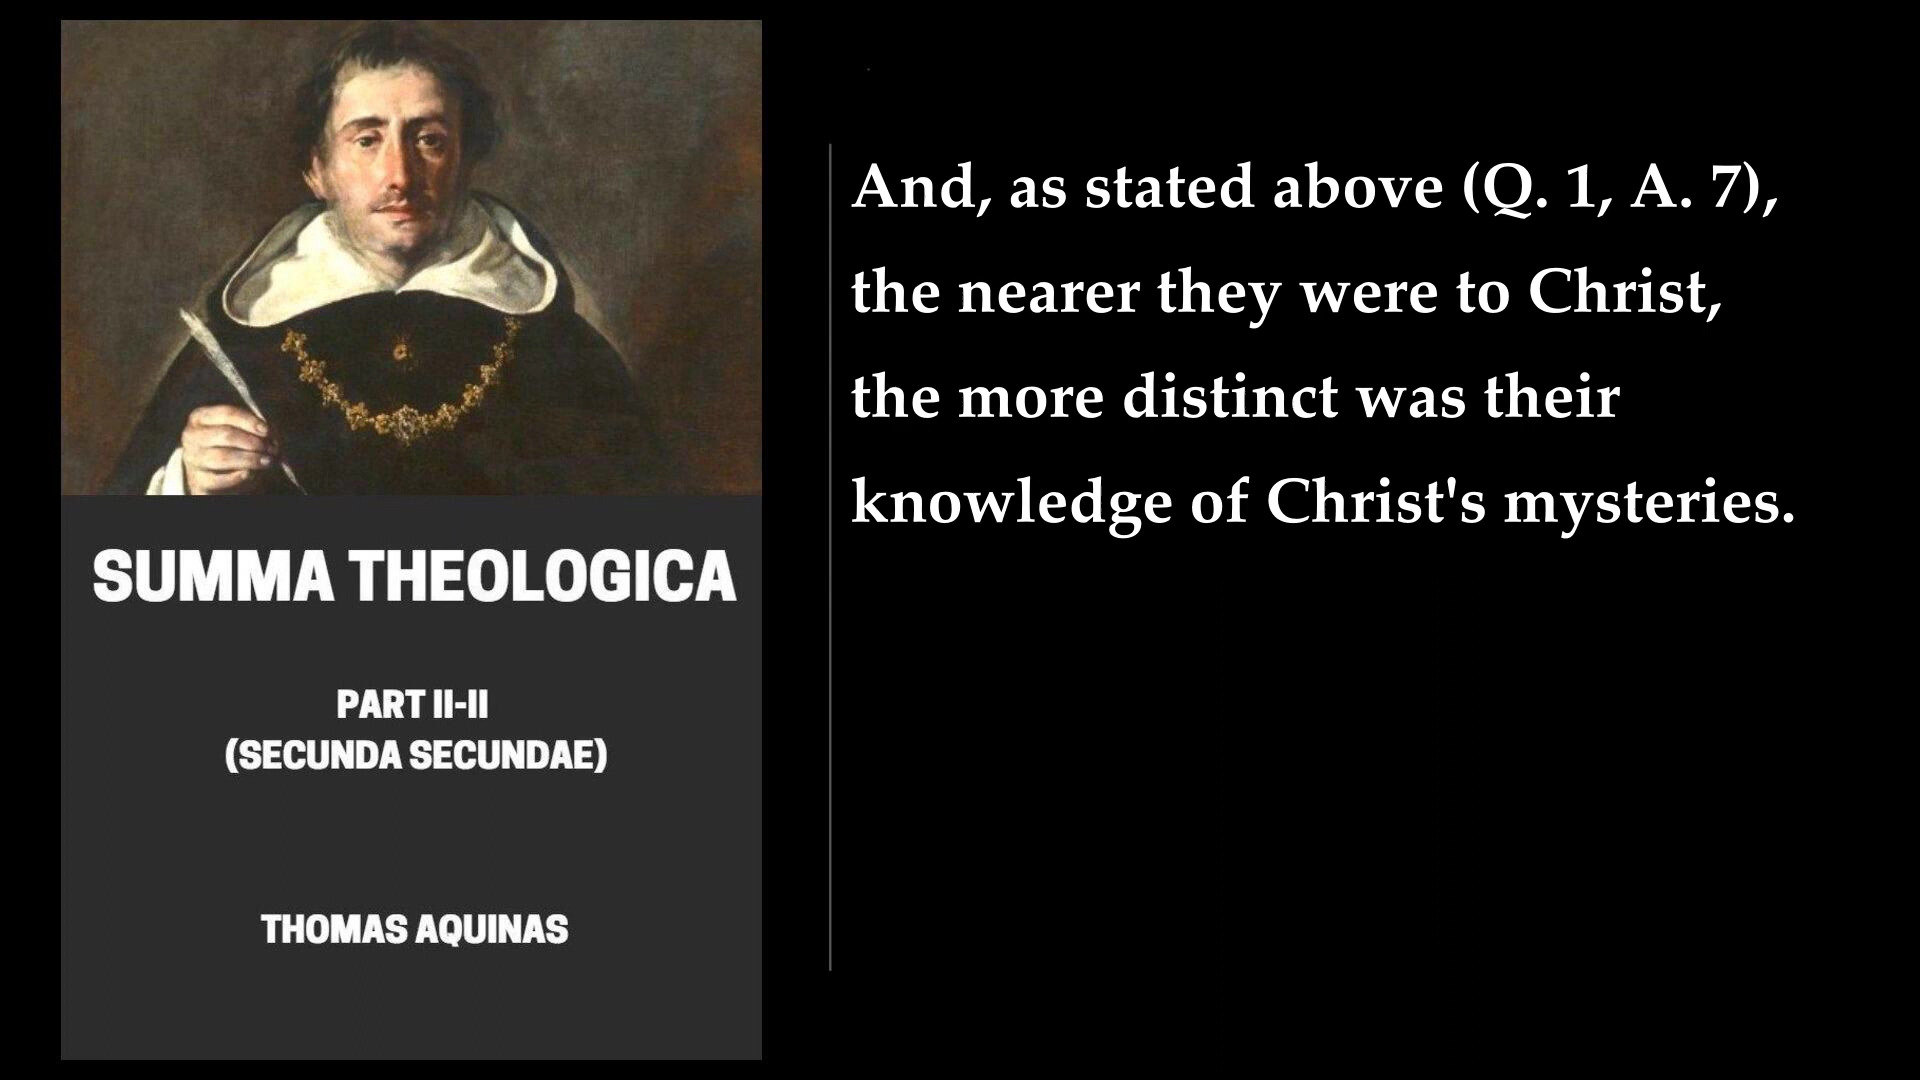 SUMMA THEOLOGICA
PART II-II
(SECUNDA SECUNDAE)
THOMAS AQUINAS
And, as stated above (Q. 1, A. 7),
the nearer they were to Christ,
the more distinct was their
knowledge of Christ's mysteries.